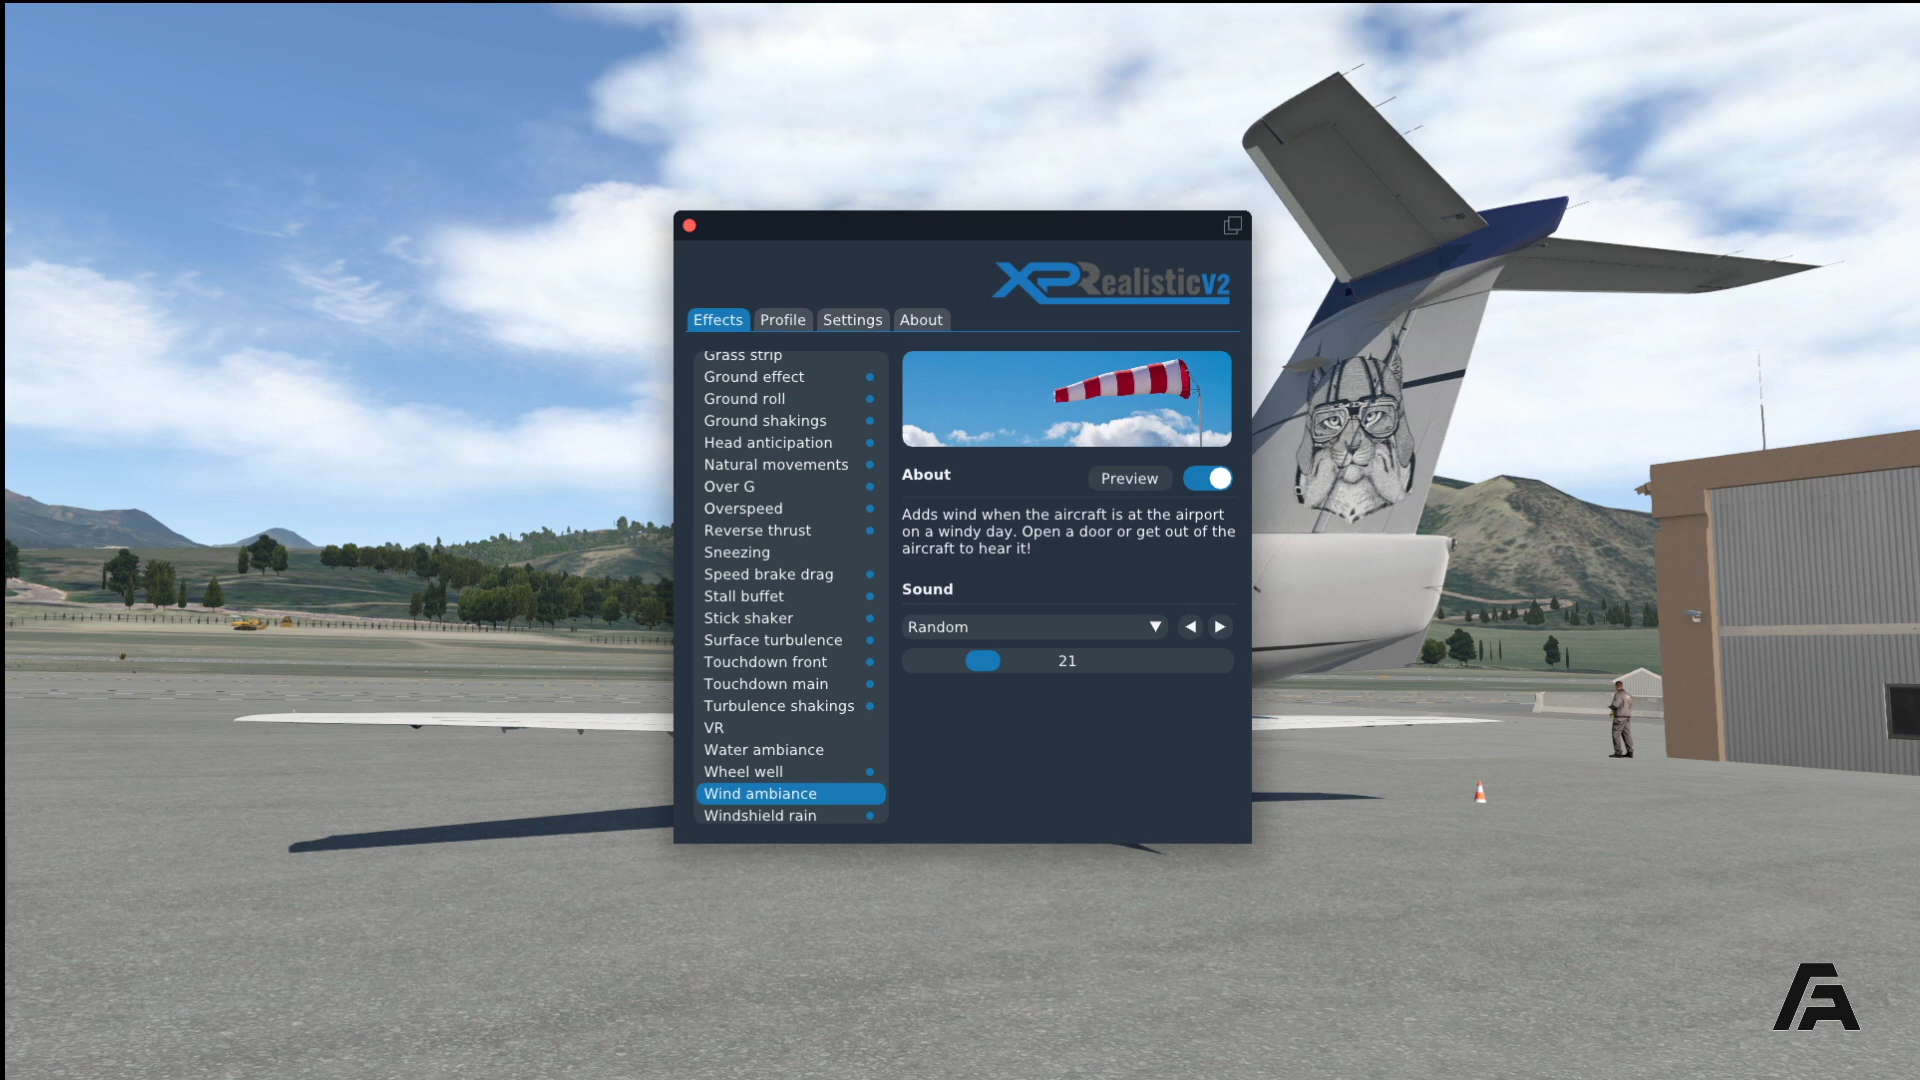 XPRealisticV2
Effects
Profile
Settings
About
Grass strip
Ground effect
Ground roll
Ground shakings
Head anticipation
Natural movements
Over G
Overspeed
Reverse thrust
Sneezing
Speed brake drag
Stall buffet
Stick shaker
Surface turbulence
Touchdown front
Touchdown main
Turbulence shakings
VR
Water ambiance
Wheel well
Wind ambiance
Windshield rain
About
Preview
Adds wind when the aircraft is at the airport
on a windy day. Open a door or get out of the
aircraft to hear it!
Sound
Random
21